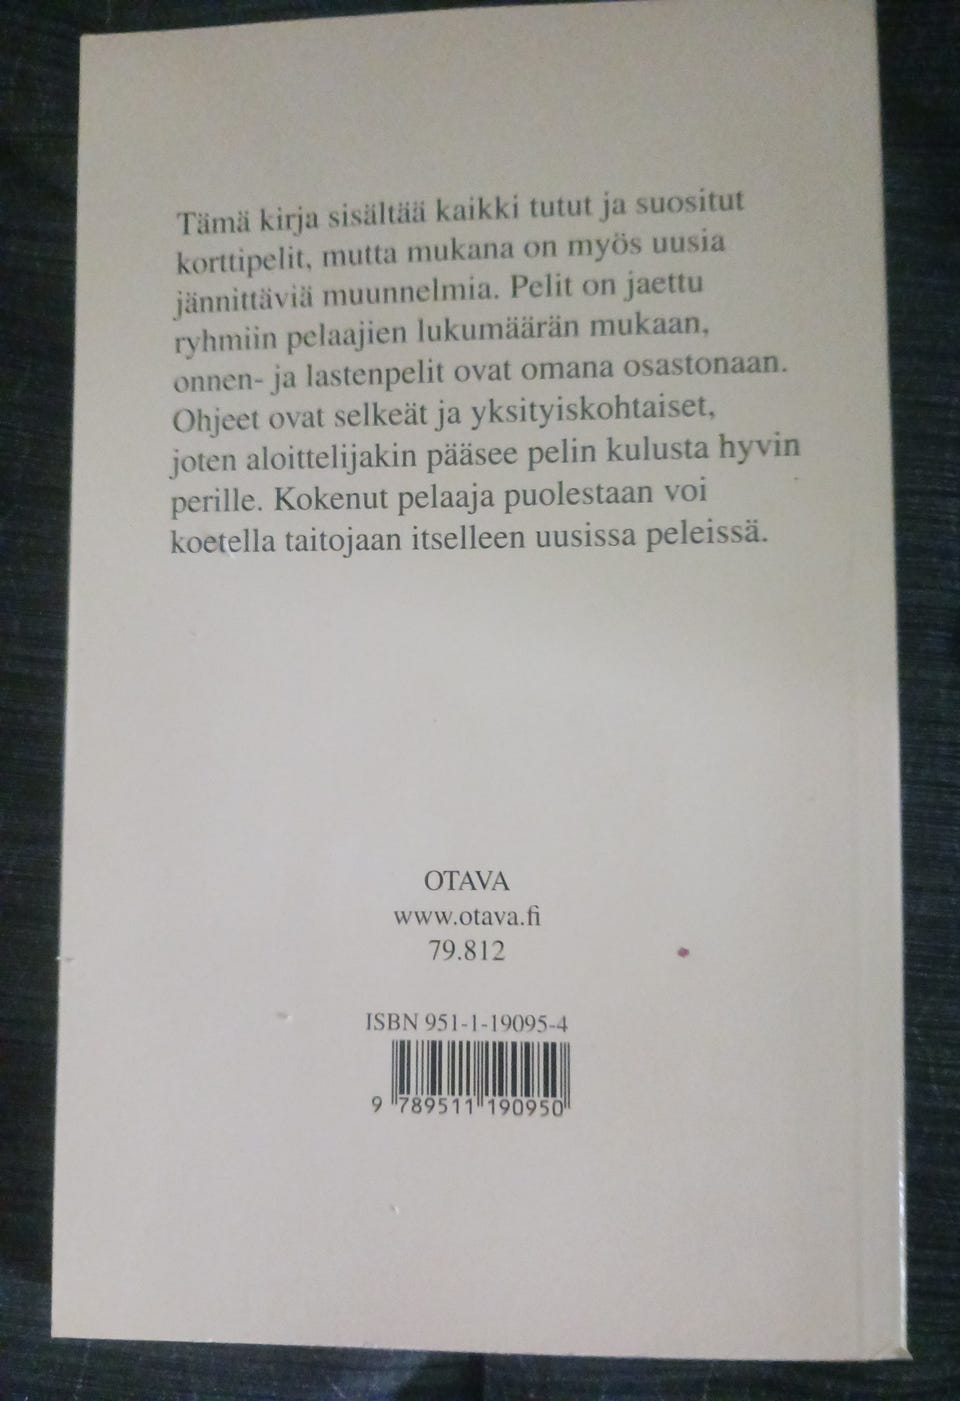 Tämä kirja sisältää kaikki tutut ja suositut
korttipelit, mutta mukana on myös uusia
jännittäviä muunnelmia. Pelit on jaettu
ryhmiin pelaajien lukumäärän mukaan,
onnen- ja lastenpelit ovat omana osastonaan.
Ohjeet ovat selkeät ja yksityiskohtaiset,
joten aloittelijakin pääsee pelin kulusta hyvin
perille. Kokenut pelaaja puolestaan voi
koetella taitojaan itselleen uusissa peleissä.
OTAVA
www.otava.fi
79.812
ISBN 951-1-19095-4
9 789511 190950